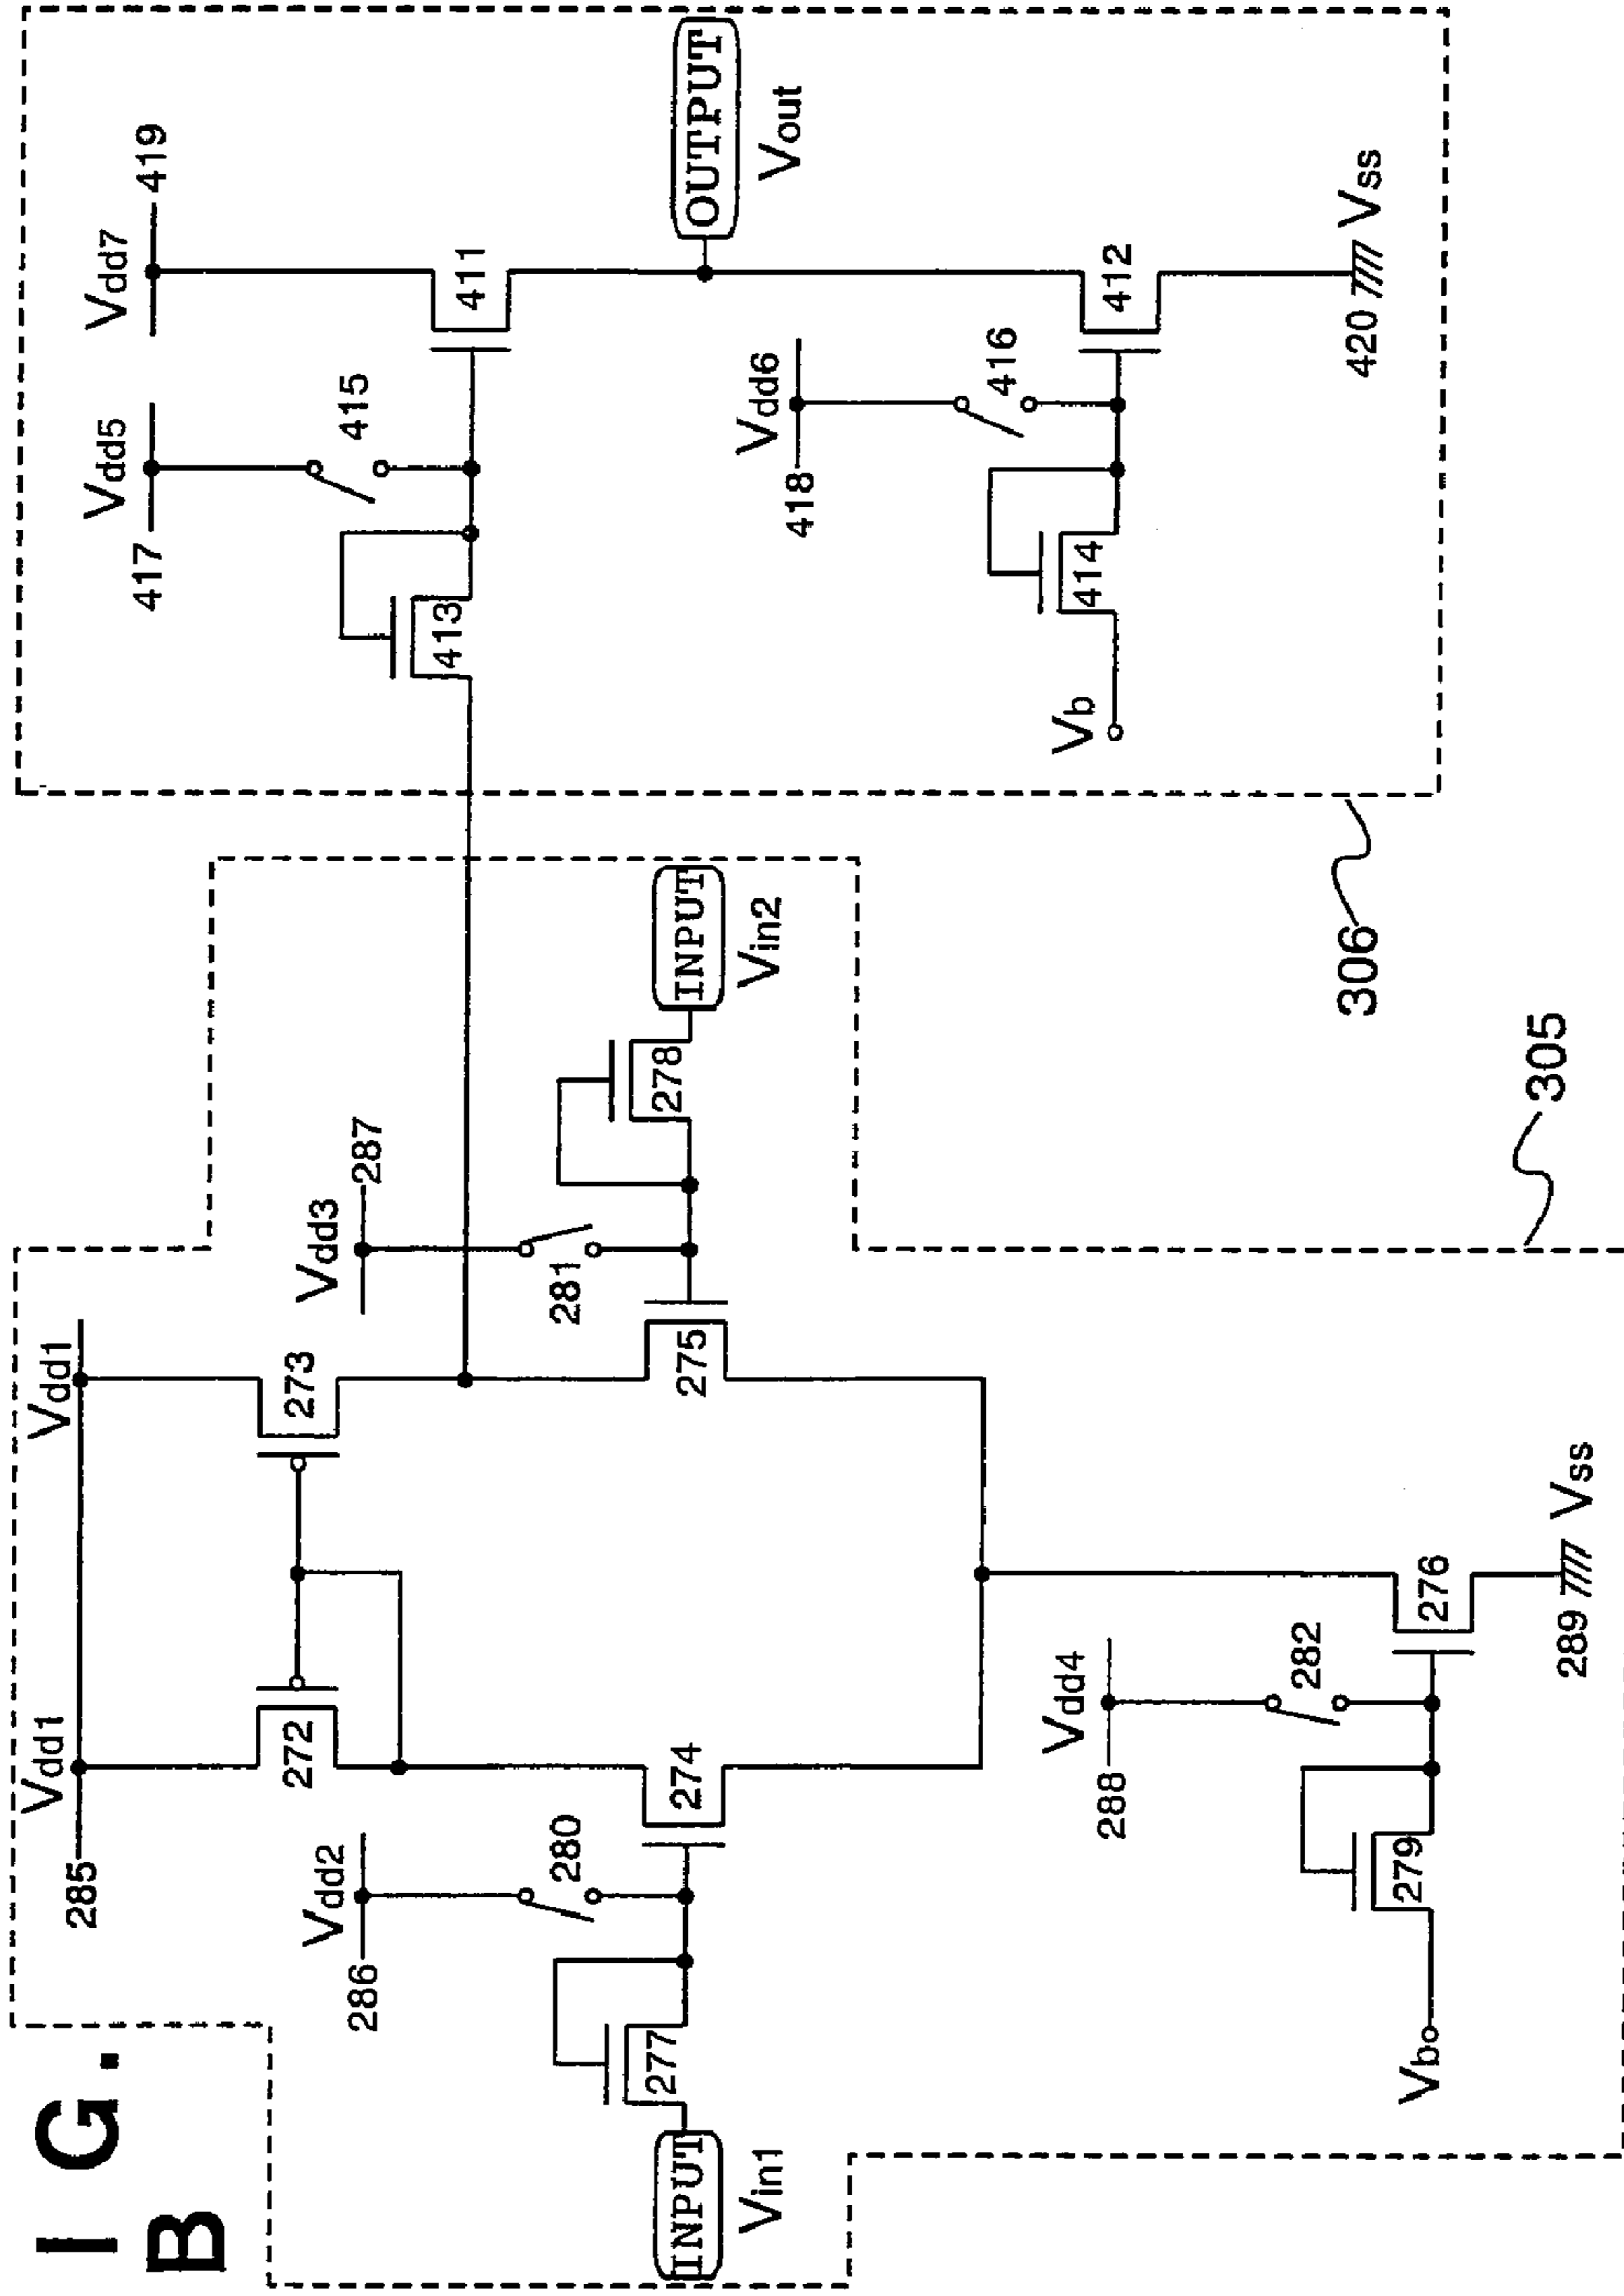 I G.
B
Vdd1
Vdd1
285
272
273
Vdd2
286
280
277
INPUT
Vin1
274
Vdd3
287
281
275
278
INPUT
Vin2
Vdd4
288
282
279
Vb
276
289
Vss
305
Vdd5
417
415
413
Vdd7
419
411
OUTPUT
Vout
Vdd6
418
416
414
Vb
412
420
Vss
306